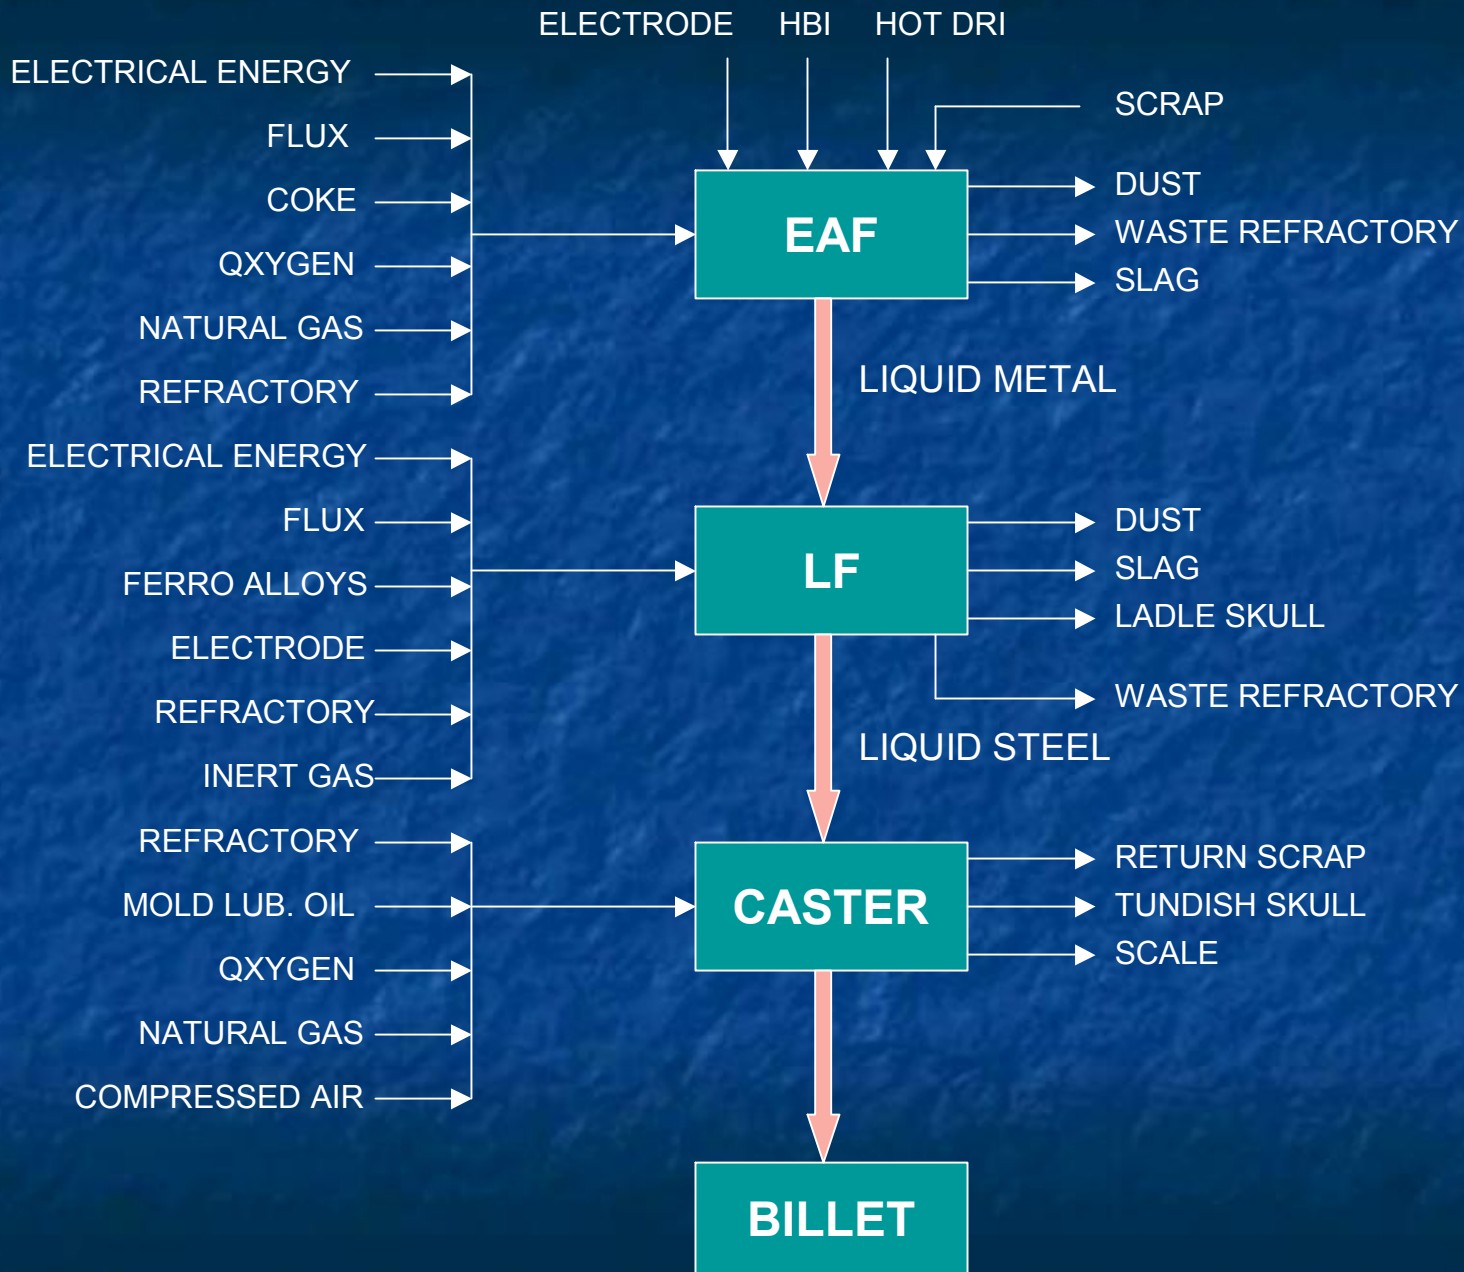 ELECTRODE HBI HOT DRI
ELECTRICAL ENERGY
SCRAP
FLUX
DUST
COKE
EAF
WASTE REFRACTORY
QXYGEN
SLAG
NATURAL GAS
LIQUID METAL
REFRACTORY
ELECTRICAL ENERGY
FLUX
DUST
FERRO ALLOYS
LF
SLAG
LADLE SKULL
ELECTRODE
REFRACTORY
WASTE REFRACTORY
LIQUID STEEL
INERT GAS
REFRACTORY
RETURN SCRAP
MOLD LUB. OIL
CASTER
TUNDISH SKULL
QXYGEN
SCALE
NATURAL GAS
COMPRESSED AIR
BILLET